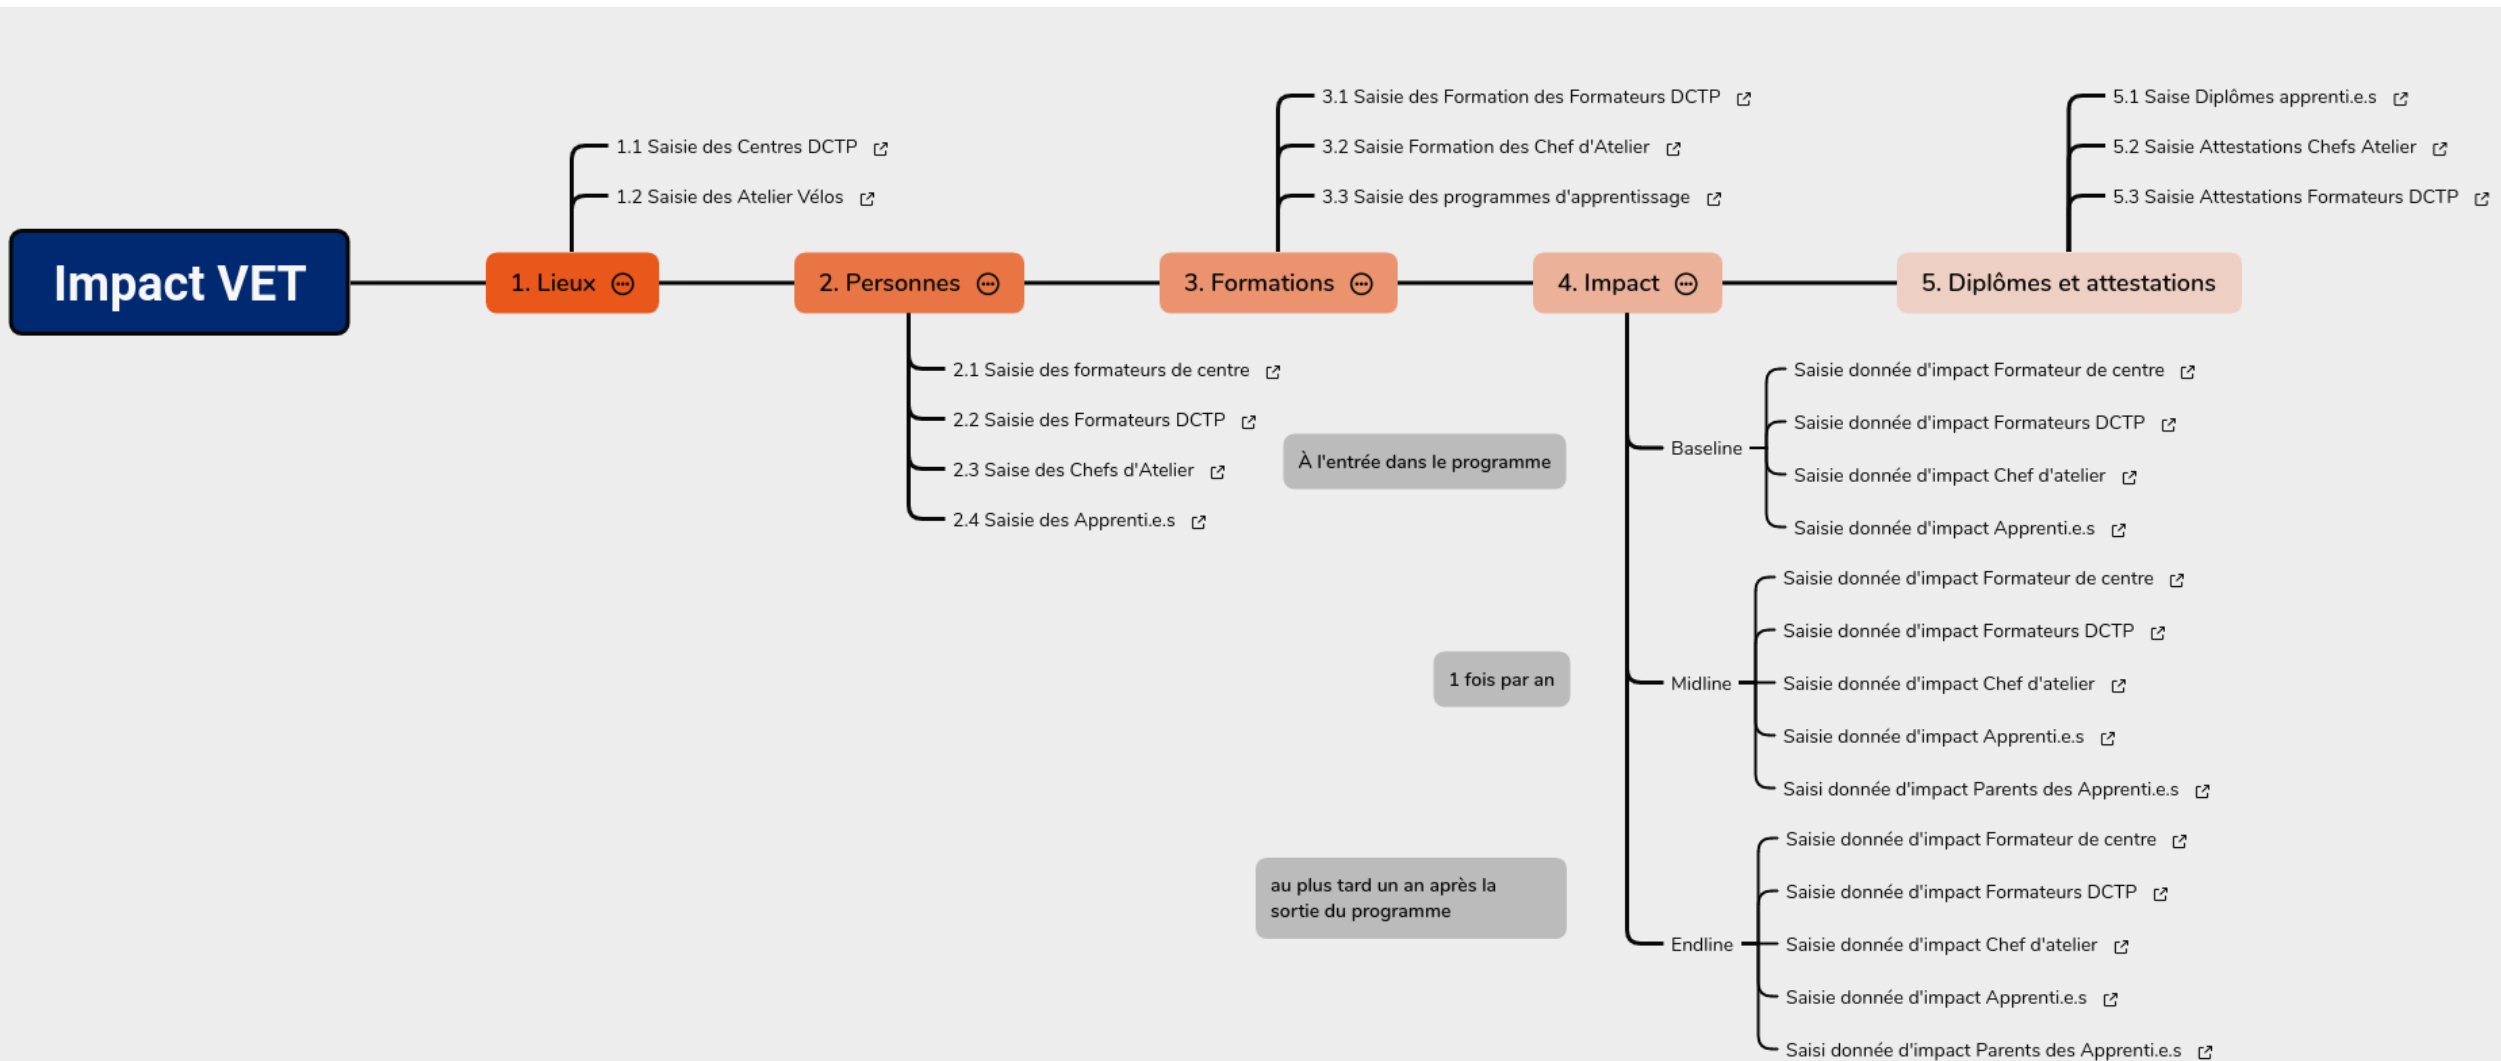 Impact VET
1. Lieux
1.1 Saisie des Centres DCTP
1.2 Saisie des Atelier Vélos
2. Personnes
2.1 Saisie des formateurs de centre
2.2 Saisie des Formateurs DCTP
2.3 Saise des Chefs d'Atelier
2.4 Saisie des Apprenti.e.s
3. Formations
3.1 Saisie des Formation des Formateurs DCTP
3.2 Saisie Formation des Chef d'Atelier
3.3 Saisie des programmes d'apprentissage
4. Impact
À l'entrée dans le programme
Baseline
Saisie donnée d'impact Formateur de centre
Saisie donnée d'impact Formateurs DCTP
Saisie donnée d'impact Chef d'atelier
Saisie donnée d'impact Apprenti.e.s
1 fois par an
Midline
Saisie donnée d'impact Formateur de centre
Saisie donnée d'impact Formateurs DCTP
Saisie donnée d'impact Chef d'atelier
Saisie donnée d'impact Apprenti.e.s
Saisi donnée d'impact Parents des Apprenti.e.s
au plus tard un an après la
sortie du programme
Endline
Saisie donnée d'impact Formateur de centre
Saisie donnée d'impact Formateurs DCTP
Saisie donnée d'impact Chef d'atelier
Saisie donnée d'impact Apprenti.e.s
Saisi donnée d'impact Parents des Apprenti.e.s
5. Diplômes et attestations
5.1 Saise Diplômes apprenti.e.s
5.2 Saisie Attestations Chefs Atelier
5.3 Saisie Attestations Formateurs DCTP